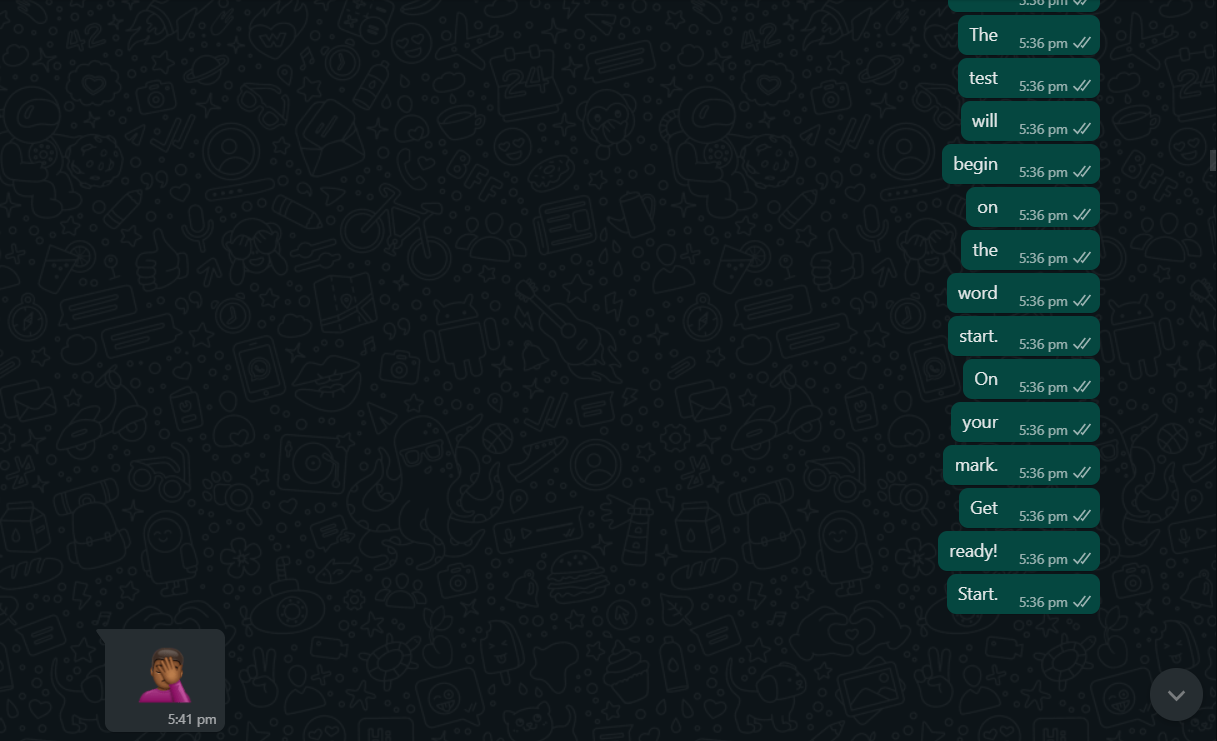 5:36 pm
The
5:36 pm
test
5:36 pm
will
5:36 pm
begin
5:36 pm
on
5:36 pm
the
5:36 pm
word
5:36 pm
start.
5:36 pm
On
5:36 pm
your
5:36 pm
mark.
5:36 pm
Get
5:36 pm
ready!
5:36 pm
Start.
5:36 pm
5:41 pm